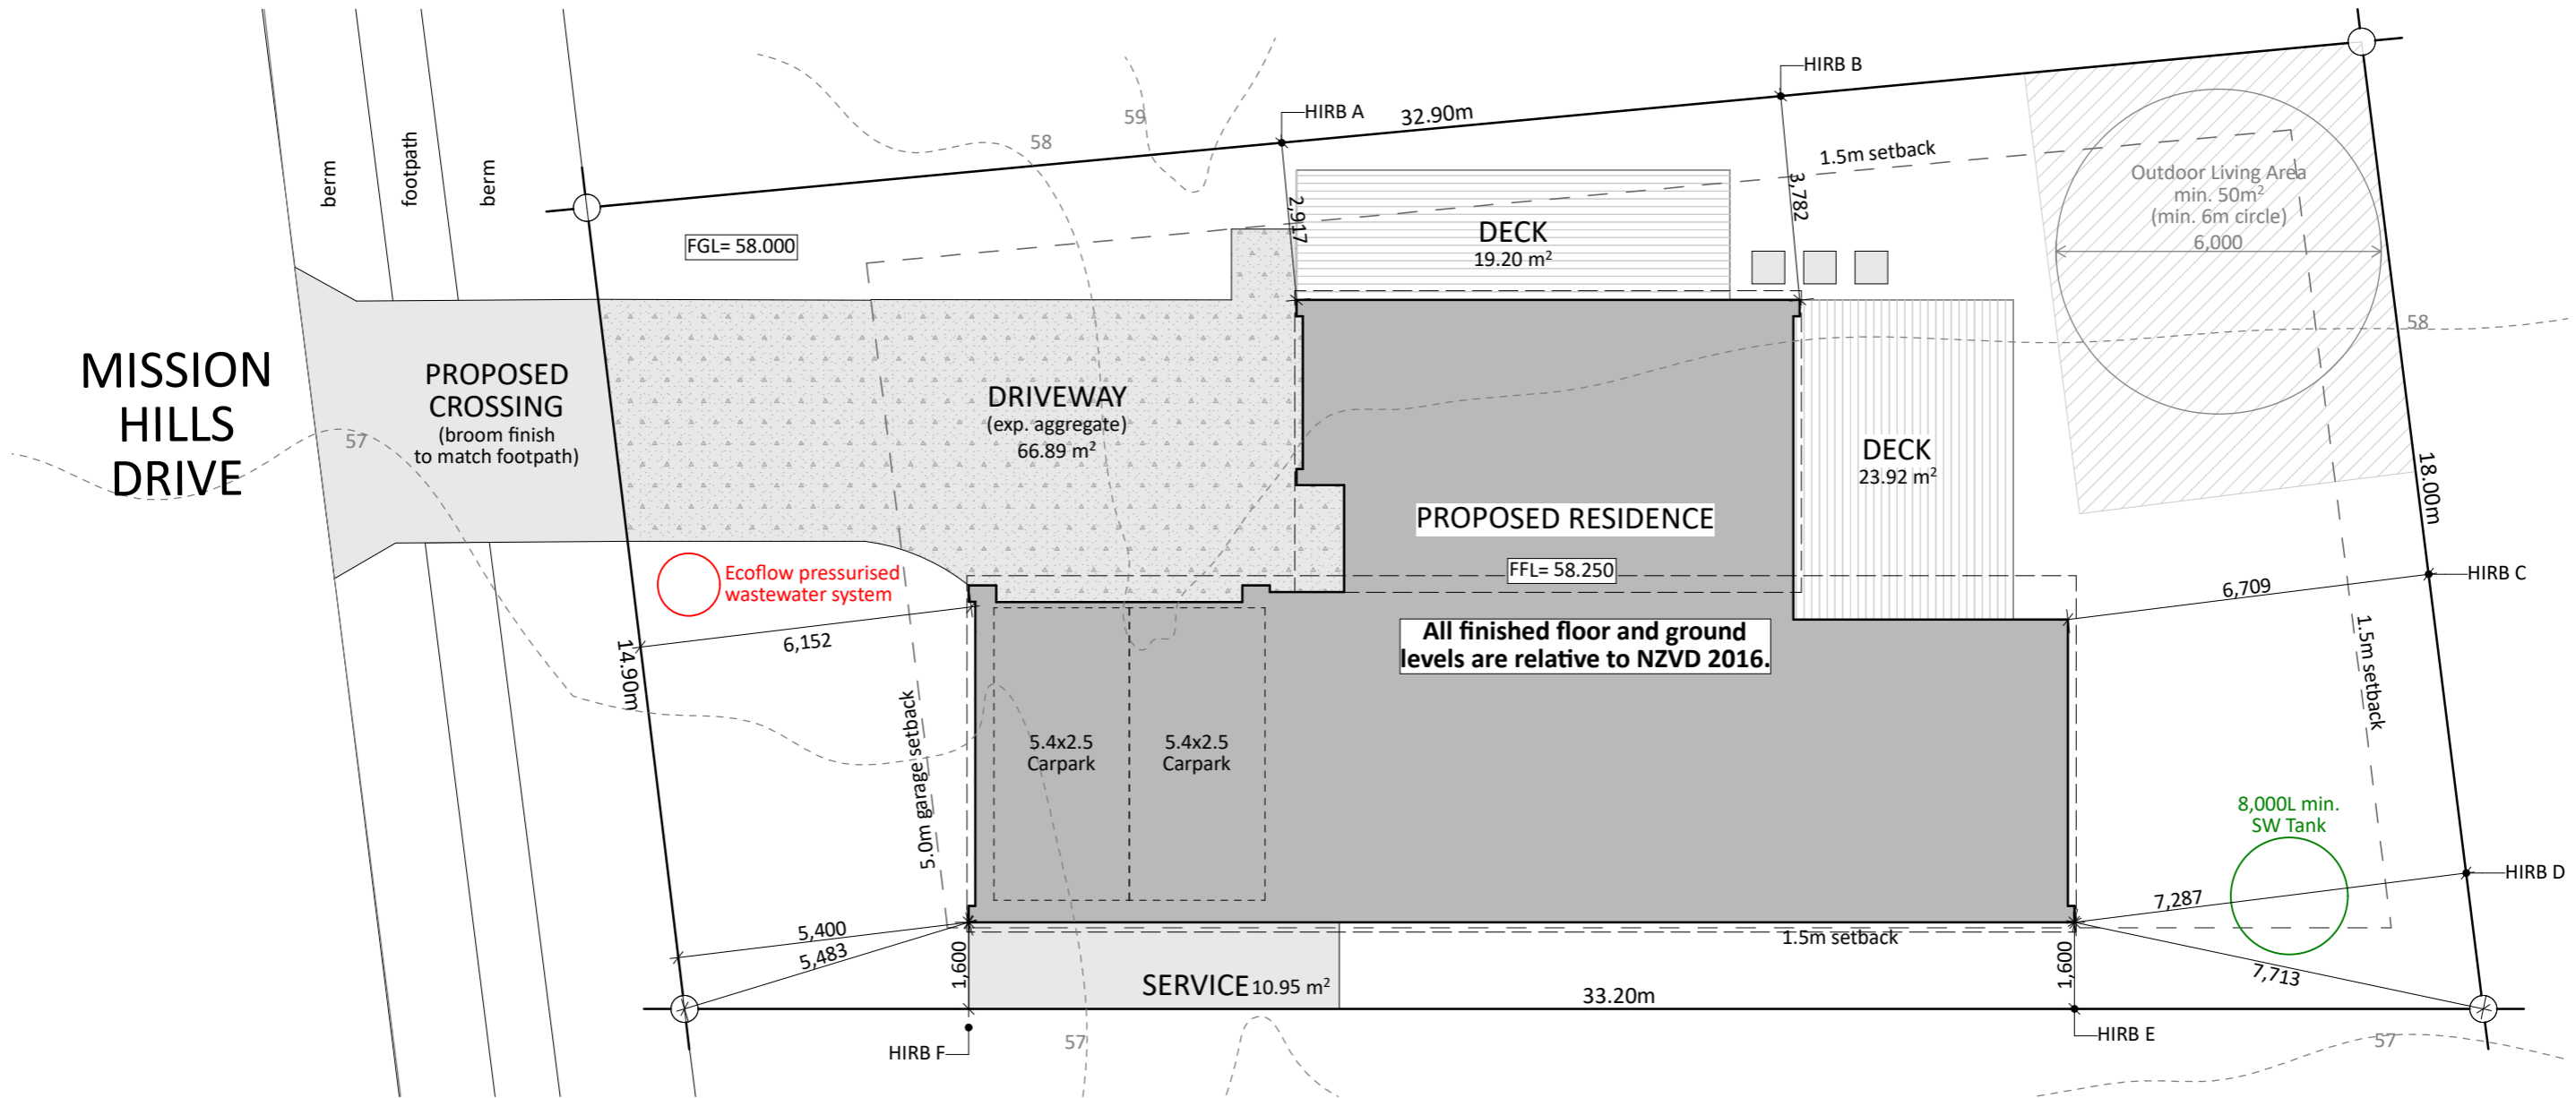 HIRB B
HIRB A
32.90m
59
58
berm
footpath
berm
1.5m setback
Outdoor Living Area
min. 50m²
(min. 6m circle)
6,000
2,917
3,782
FGL= 58.000
DECK
19.20 m²
58
MISSION
HILLS
DRIVE
57
PROPOSED
CROSSING
(broom finish
to match footpath)
DRIVEWAY
(exp. aggregate)
66.89 m²
DECK
23.92 m²
18.00m
PROPOSED RESIDENCE
FFL= 58.250
HIRB C
6,709
Ecoflow pressurised
wastewater system
6,152
14.90m
All finished floor and ground
levels are relative to NZVD 2016.
1.5m setback
5.0m garage setback
5.4x2.5
Carpark
5.4x2.5
Carpark
8,000L min.
SW Tank
HIRB D
7,287
5,400
5,483
1,600
1.5m setback
1,600
7,713
SERVICE 10.95 m²
33.20m
HIRB F
57
HIRB E
57